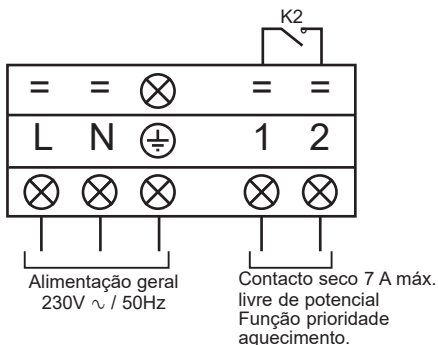 K2
= = = =
L N 1 2
Alimentação geral
230V ∿ / 50Hz
Contacto seco 7 A máx.
livre de potencial
Função prioridade
aquecimento.